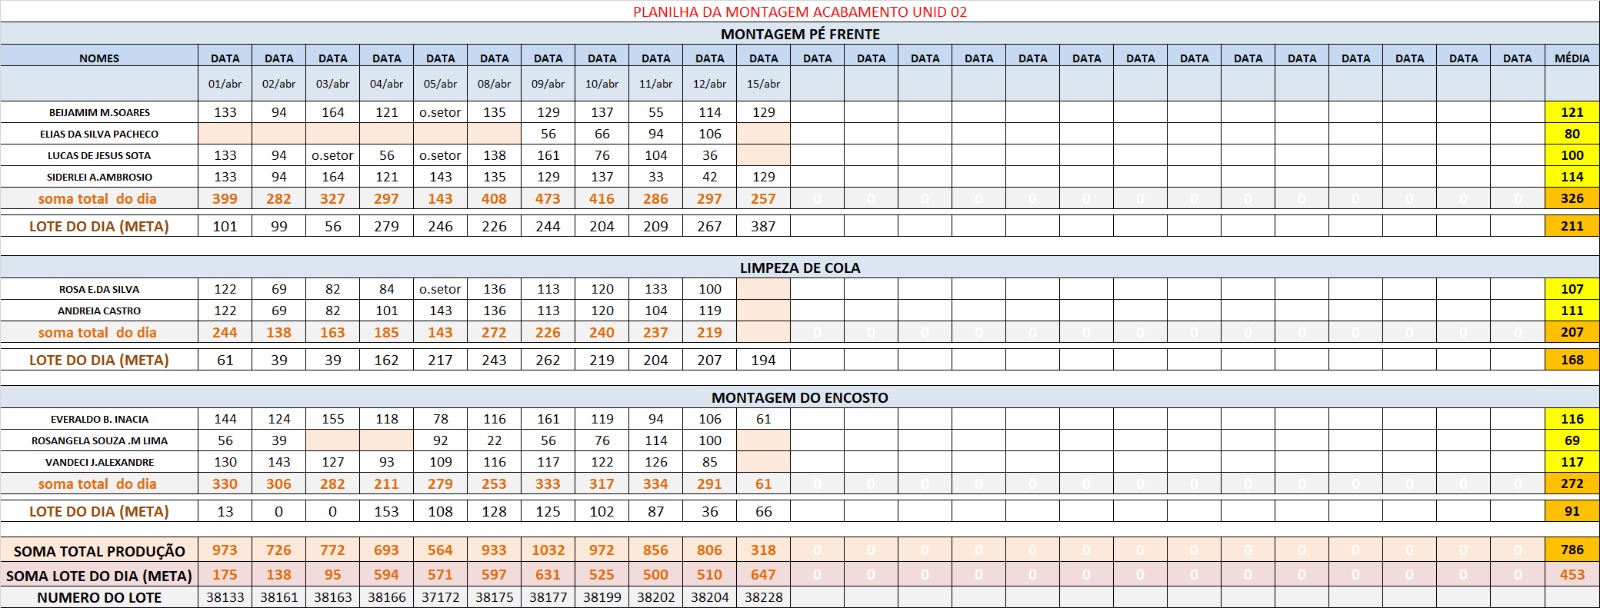 PLANILHA DA MONTAGEM ACABAMENTO UNID 02
MONTAGEM PÉ FRENTE
NOMES DATA DATA DATA DATA DATA DATA DATA DATA DATA DATA DATA DATA DATA DATA DATA DATA DATA DATA DATA DATA DATA DATA DATA DATA DATA MÉDIA
01/abr 02/abr 03/abr 04/abr 05/abr 08/abr 09/abr 10/abr 11/abr 12/abr 15/abr
BEIJAMIM M.SOARES 133 94 164 121 o.setor 135 129 137 55 114 129 121
ELIAS DA SILVA PACHECO 56 66 94 106 80
LUCAS DE JESUS SOTA 133 94 o.setor 56 o.setor 138 161 76 104 36 100
SIDERLEI A.AMBROSIO 133 94 164 121 143 135 129 137 33 42 129 114
soma total do dia 399 282 327 297 143 408 473 416 286 297 257 0 0 0 0 0 0 0 0 0 0 0 0 0 0 326
LOTE DO DIA (META) 101 99 56 279 246 226 244 204 209 267 387 211
LIMPEZA DE COLA
ROSA E.DA SILVA 122 69 82 84 o.setor 136 113 120 133 100 107
ANDREIA CASTRO 122 69 82 101 143 136 113 120 104 119 111
soma total do dia 244 138 163 185 143 272 226 240 237 219 0 0 0 0 0 0 0 0 0 0 0 0 0 0 207
LOTE DO DIA (META) 61 39 39 162 217 243 262 219 204 207 194 168
MONTAGEM DO ENCOSTO
EVERALDO B. INACIA 144 124 155 118 78 116 161 119 94 106 61 116
ROSANGELA SOUZA .M LIMA 56 39 92 22 56 76 114 100 69
VANDECI J.ALEXANDRE 130 143 127 93 109 116 117 122 126 85 117
soma total do dia 330 306 282 211 279 253 333 317 334 291 61 0 0 0 0 0 0 0 0 0 0 0 0 0 0 272
LOTE DO DIA (META) 13 0 0 153 108 128 125 102 87 36 66 91
SOMA TOTAL PRODUÇÃO 973 726 772 693 564 933 1032 972 856 806 318 0 0 0 0 0 0 0 0 0 0 0 0 0 0 786
SOMA LOTE DO DIA (META) 175 138 95 594 571 597 631 525 500 510 647 0 0 0 0 0 0 0 0 0 0 0 0 0 0 453
NUMERO DO LOTE 38133 38161 38163 38166 37172 38175 38177 38199 38202 38204 38228